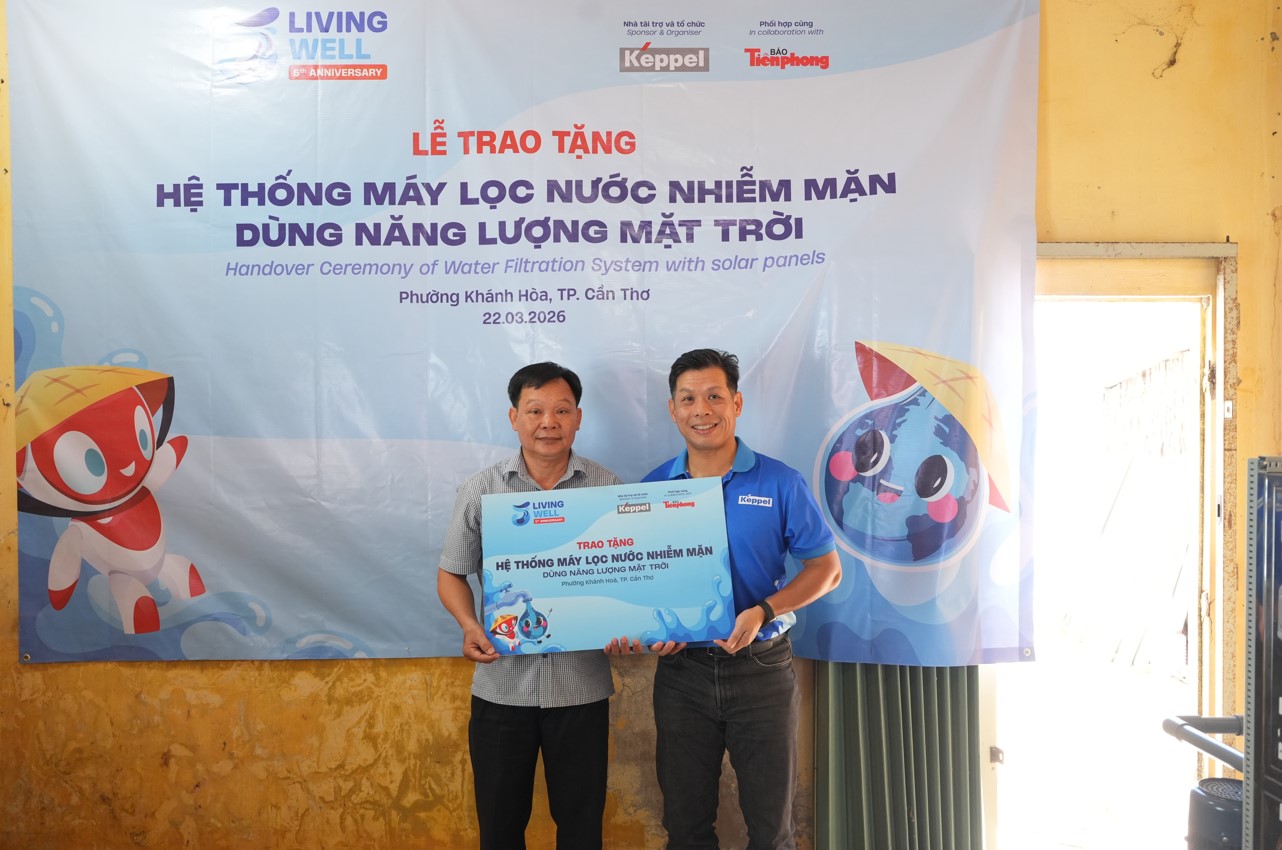 LIVING
WELL
5th ANNIVERSARY
Nhà tài trợ và tổ chức
Sponsor & Organiser
Keppel
Phối hợp cùng
In collaboration with
BÁO
Tiền phong
LỄ TRAO TẶNG
HỆ THỐNG MÁY LỌC NƯỚC NHIỄM MẶN
DÙNG NĂNG LƯỢNG MẶT TRỜI
Handover Ceremony of Water Filtration System with solar panels
Phường Khánh Hòa, TP. Cần Thơ
22.03.2026
Keppel
LIVING
WELL
5th ANNIVERSARY
Keppel
Tiền phong
TRAO TẶNG
HỆ THỐNG MÁY LỌC NƯỚC NHIỄM MẶN
DÙNG NĂNG LƯỢNG MẶT TRỜI
Phường Khánh Hoà, TP. Cần Thơ